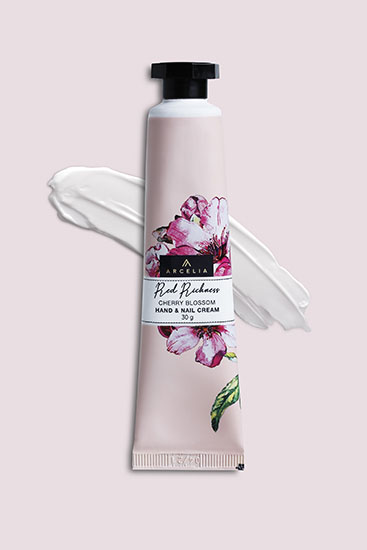 ARCELIA
Red Richness
CHERRY BLOSSOM
HAND & NAIL CREAM
30 g